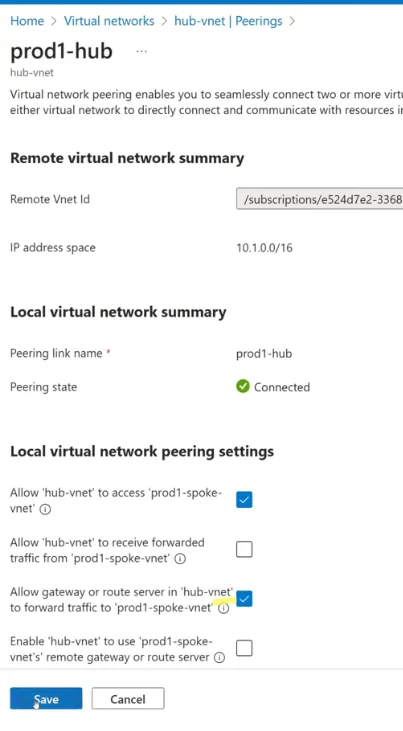 Home > Virtual networks > hub-vnet | Peerings >
prod1-hub ...
hub-vnet
Virtual network peering enables you to seamlessly connect two or more virtu
either virtual network to directly connect and communicate with resources in
Remote virtual network summary
Remote Vnet Id /subscriptions/e524d7e2-3368
IP address space 10.1.0.0/16
Local virtual network summary
Peering link name * prod1-hub
Peering state Connected
Local virtual network peering settings
Allow 'hub-vnet' to access 'prod1-spoke-
vnet'
Allow 'hub-vnet' to receive forwarded
traffic from 'prod1-spoke-vnet'
Allow gateway or route server in 'hub-vnet'
to forward traffic to 'prod1-spoke-vnet'
Enable 'hub-vnet' to use 'prod1-spoke-
vnet's' remote gateway or route server
Save Cancel